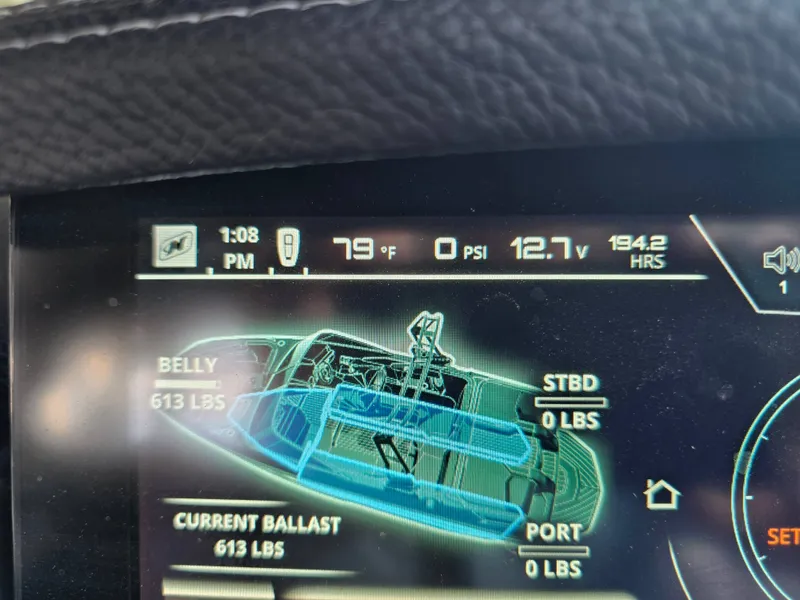 1:08
PM
79 °F
0 PSI
12.7 V
194.2
HRS
1
BELLY
613 LBS
STBD
0 LBS
CURRENT BALLAST
613 LBS
PORT
0 LBS
SET